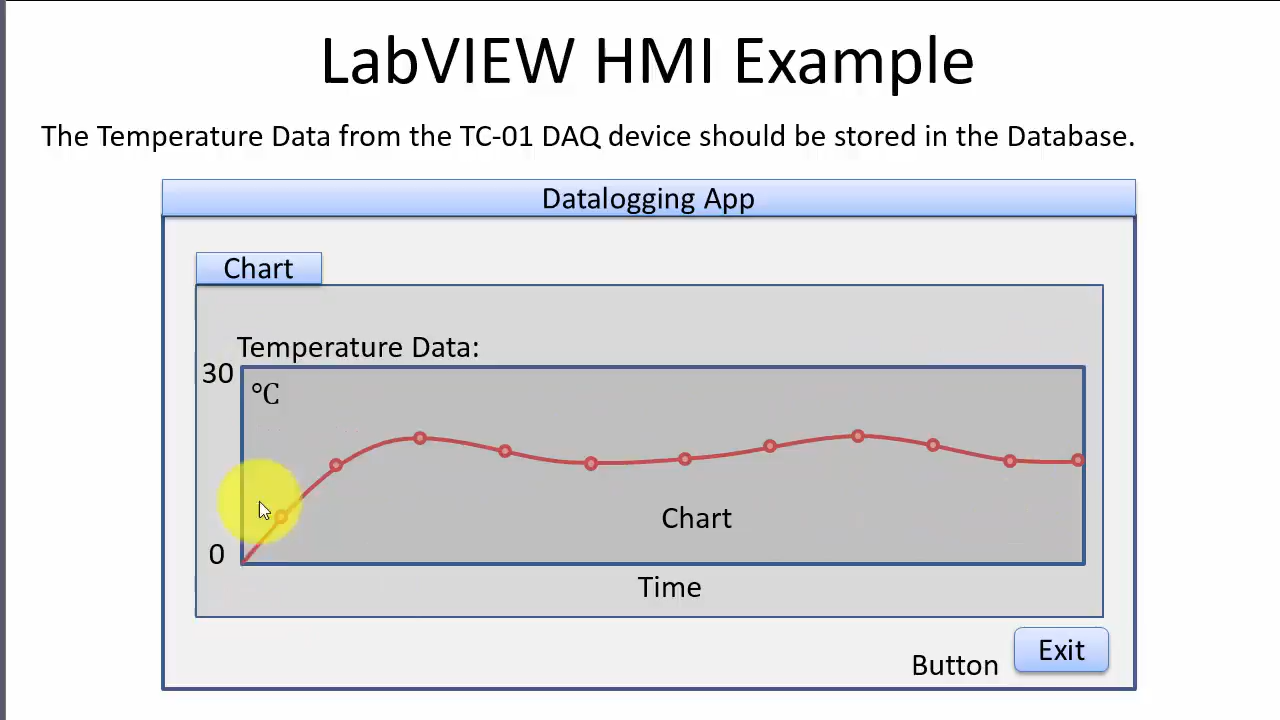 LabVIEW HMI Example
The Temperature Data from the TC-01 DAQ device should be stored in the Database.
Datalogging App
Chart
Temperature Data:
30
℃
Chart
0
Time
Button
Exit